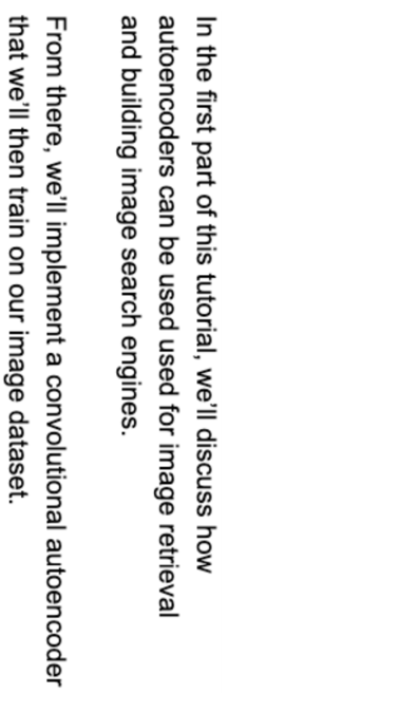 In the first part of this tutorial, we'll discuss how
autoencoders can be used used for image retrieval
and building image search engines.
From there, we'll implement a convolutional autoencoder
that we'll then train on our image dataset.